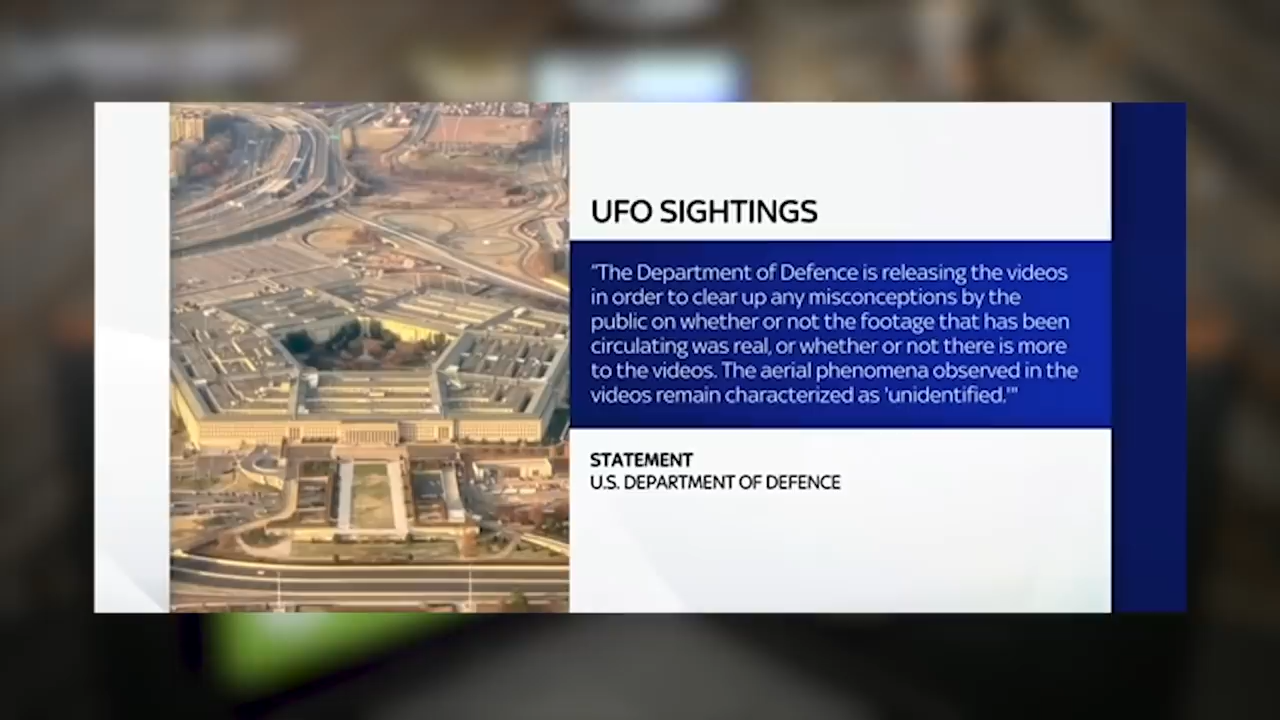 UFO SIGHTINGS
"The Department of Defence is releasing the videos
in order to clear up any misconceptions by the
public on whether or not the footage that has been
circulating was real, or whether or not there is more
to the videos. The aerial phenomena observed in the
videos remain characterized as 'unidentified.'"
STATEMENT
U.S. DEPARTMENT OF DEFENCE